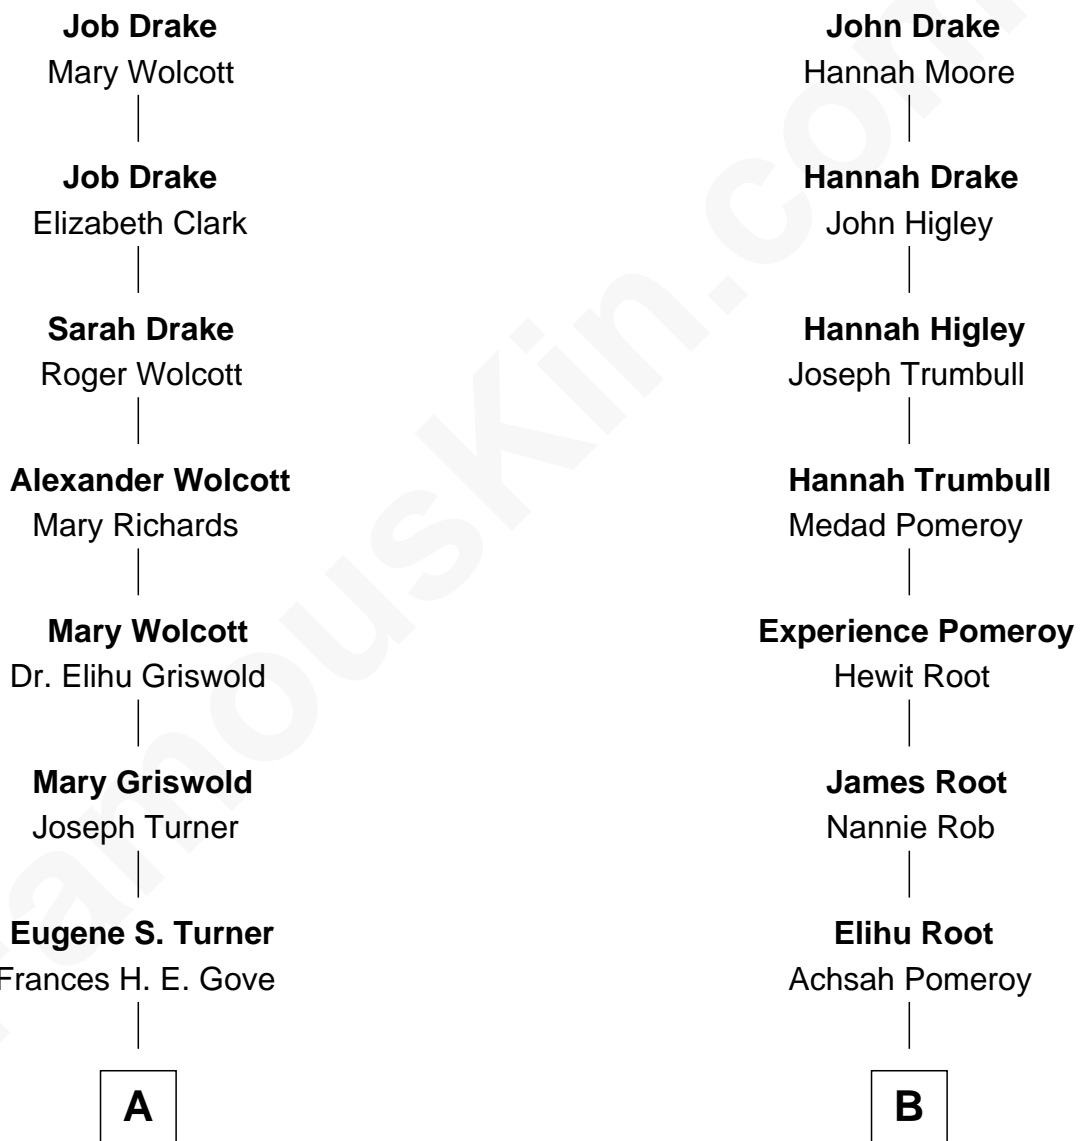 Job Drake
Mary Wolcott
Job Drake
Elizabeth Clark
Sarah Drake
Roger Wolcott
Alexander Wolcott
Mary Richards
Mary Wolcott
Dr. Elihu Griswold
Mary Griswold
Joseph Turner
Eugene S. Turner
Frances H. E. Gove
A
John Drake
Hannah Moore
Hannah Drake
John Higley
Hannah Higley
Joseph Trumbull
Hannah Trumbull
Medad Pomeroy
Experience Pomeroy
Hewit Root
James Root
Nannie Rob
Elihu Root
Achsah Pomeroy
B
famouskin.com